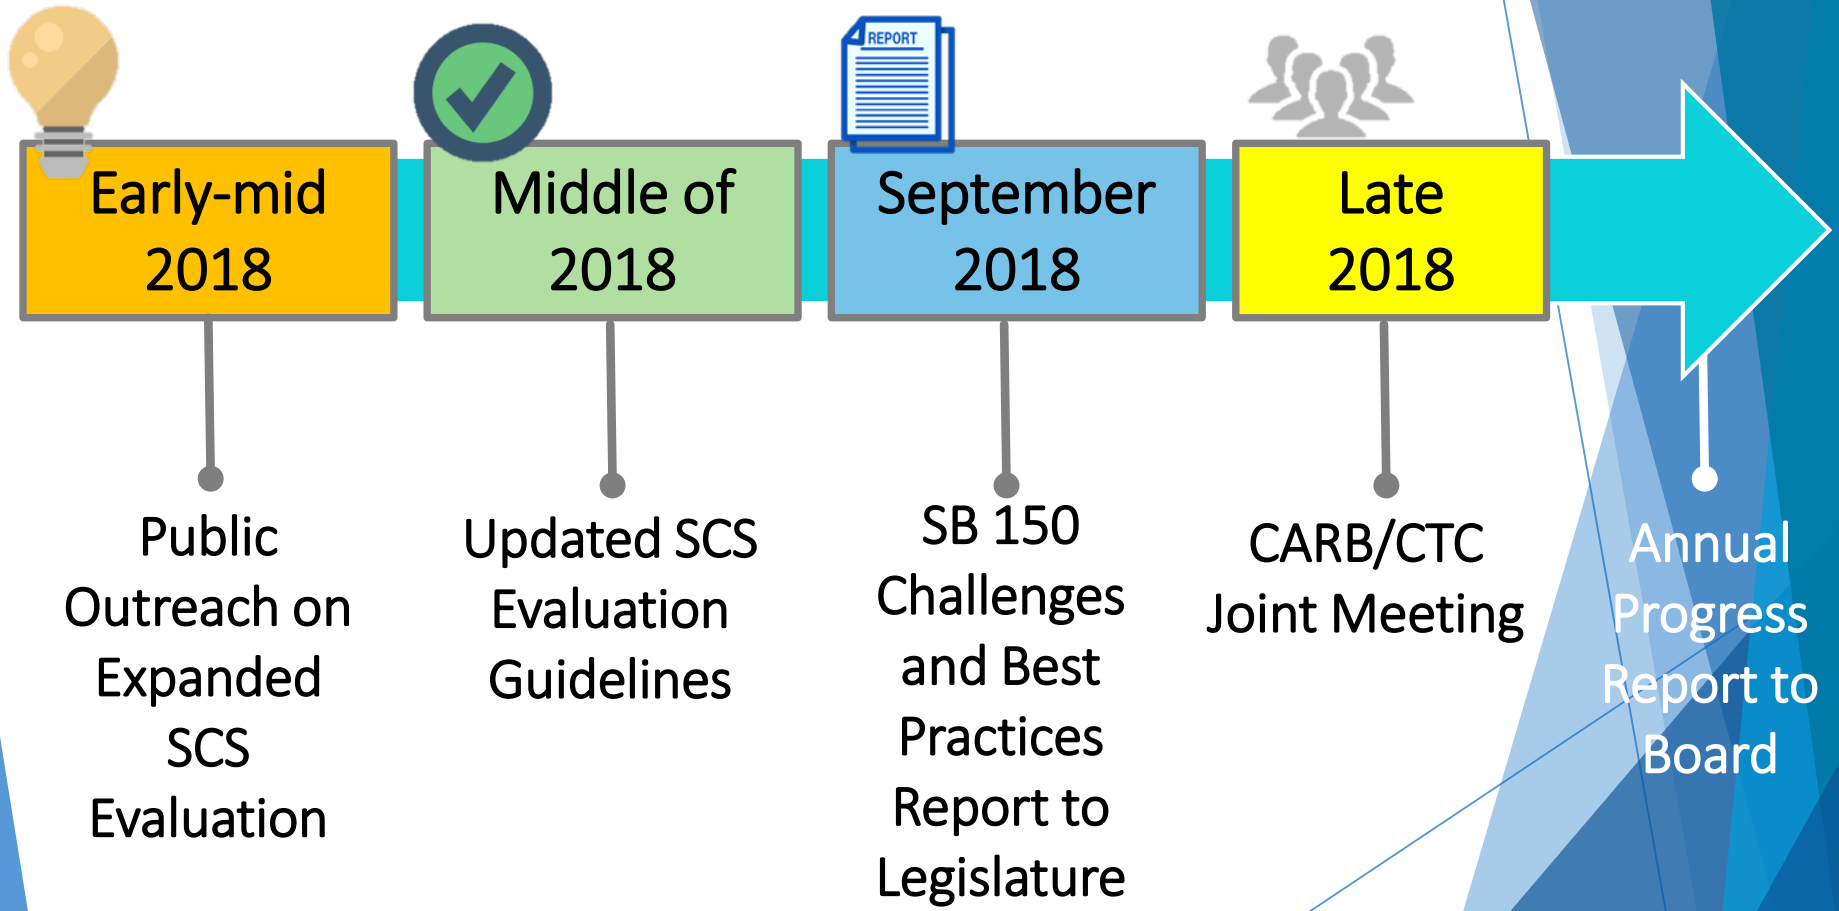 REPORT
Early-mid
2018
Public
Outreach on
Expanded
SCS
Evaluation
Middle of
2018
Updated SCS
Evaluation
Guidelines
September
2018
SB 150
Challenges
and Best
Practices
Report to
Legislature
Late
2018
CARB/CTC
Joint Meeting
Annual
Progress
Report to
Board